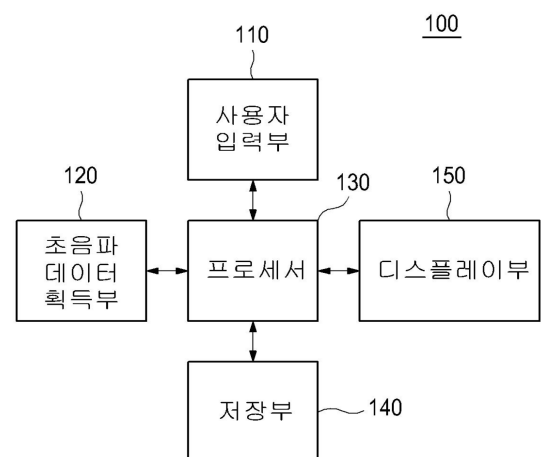 100
110
사용자
입력부
120
초음파
데이터
획득부
130
프로세서
150
디스플레이부
저장부
140